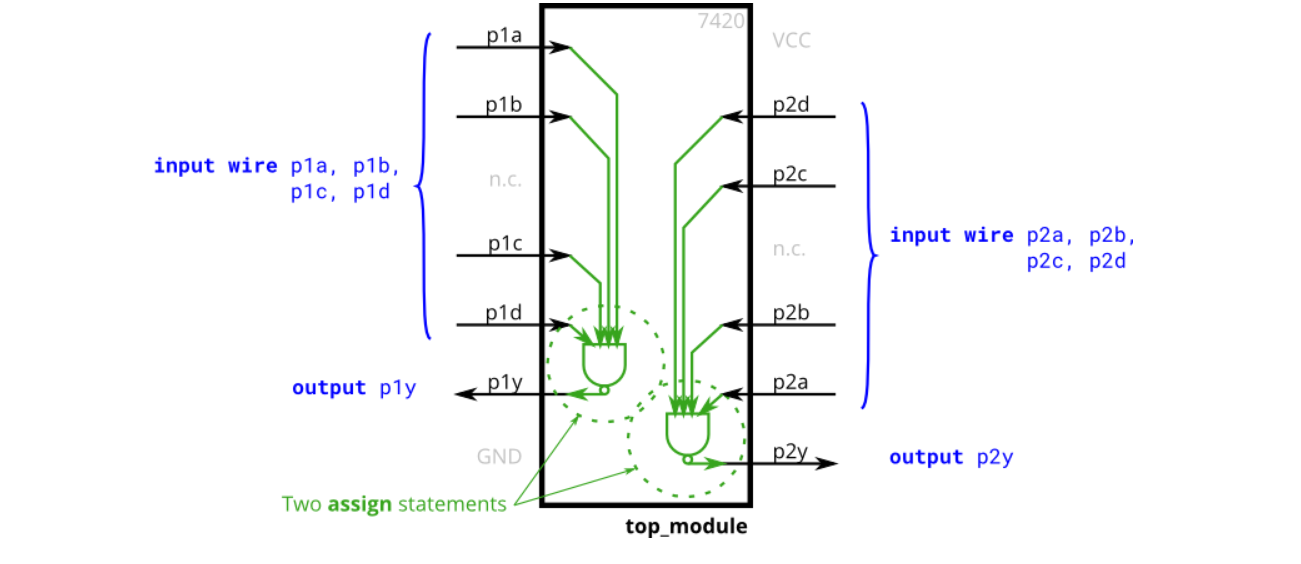 7420
p1a
VCC
p1b
p2d
input wire p1a, p1b,
p1c, p1d
n.c.
p2c
p1c
n.c.
input wire p2a, p2b,
p2c, p2d
p1d
p2b
output p1y
p1y
p2a
GND
p2y
output p2y
Two assign statements
top_module